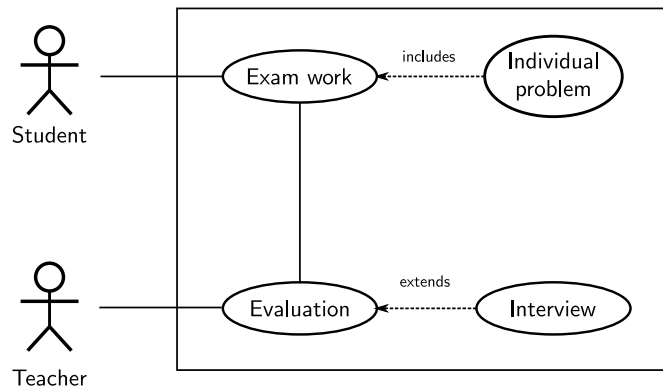 Exam work
includes
Individual
problem
Student
Evaluation
extends
Interview
Teacher